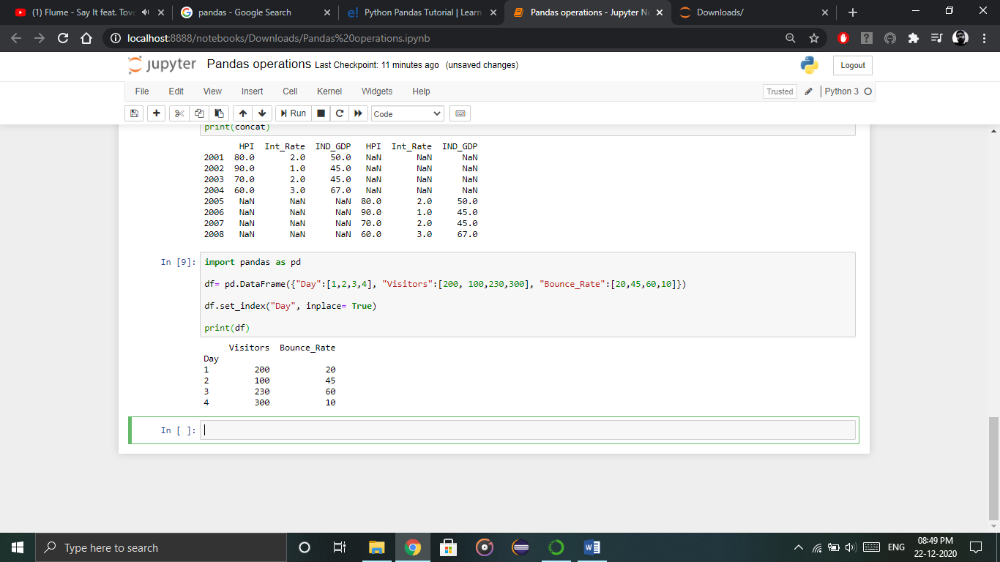 (1) Flume - Say It feat. Tove
pandas - Google Search
e! Python Pandas Tutorial | Learn
Pandas operations - Jupyter No
Downloads/
localhost:8888/notebooks/Downloads/Pandas%20operations.ipynb
jupyter Pandas operations Last Checkpoint: 11 minutes ago (unsaved changes)
Logout
File Edit View Insert Cell Kernel Widgets Help
Trusted Python 3
Run Code
print(concat)
HPI Int_Rate IND_GDP HPI Int_Rate IND_GDP
2001 80.0 2.0 50.0 NaN NaN NaN
2002 90.0 1.0 45.0 NaN NaN NaN
2003 70.0 2.0 45.0 NaN NaN NaN
2004 60.0 3.0 67.0 NaN NaN NaN
2005 NaN NaN NaN 80.0 2.0 50.0
2006 NaN NaN NaN 90.0 1.0 45.0
2007 NaN NaN NaN 70.0 2.0 45.0
2008 NaN NaN NaN 60.0 3.0 67.0
In [9]: import pandas as pd
df= pd.DataFrame({"Day":[1,2,3,4], "Visitors":[200, 100,230,300], "Bounce_Rate":[20,45,60,10]})
df.set_index("Day", inplace= True)
print(df)
Visitors Bounce_Rate
Day
1 200 20
2 100 45
3 230 60
4 300 10
In [ ]:
Type here to search
W
ENG
08:49 PM
22-12-2020